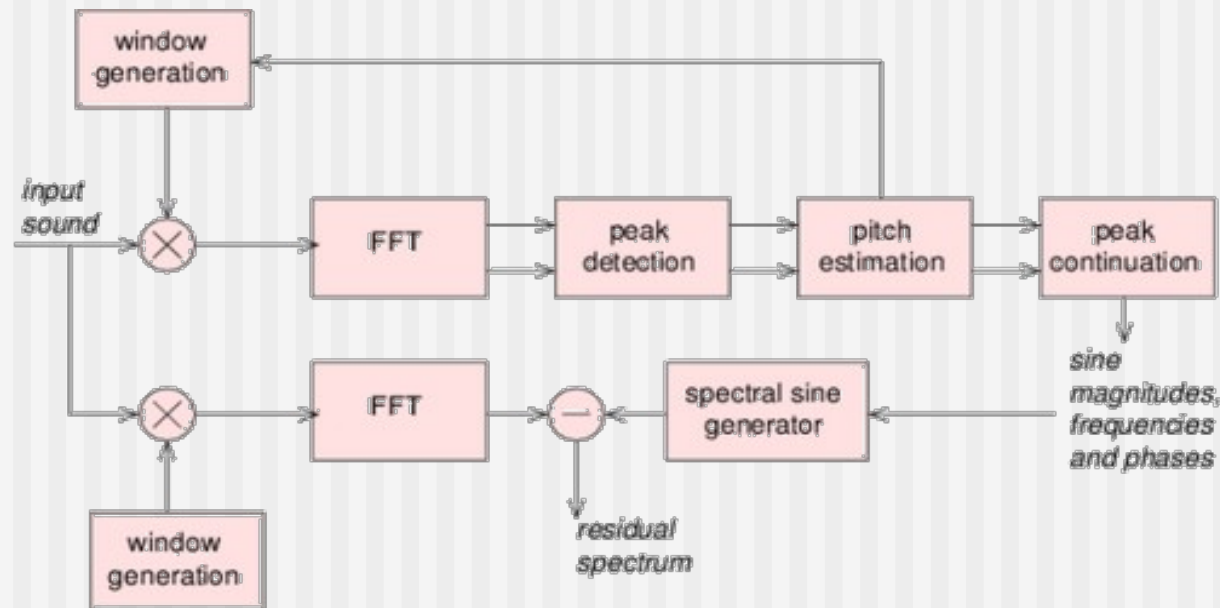 window
generation
input
sound
FFT
peak
detection
pitch
estimation
peak
continuation
sine
magnitudes,
frequencies
and phases
FFT
spectral sine
generator
residual
spectrum
window
generation